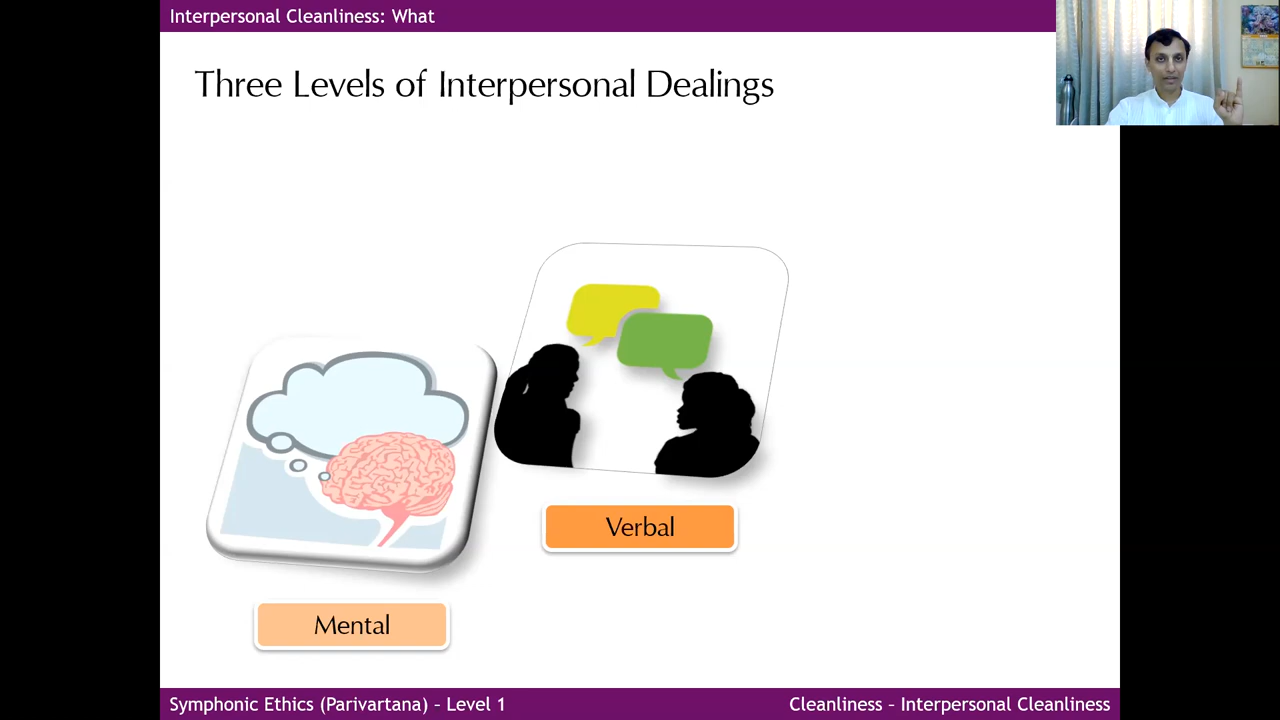 Interpersonal Cleanliness: What
Three Levels of Interpersonal Dealings
Verbal
Mental
Symphonic Ethics (Parivartana) – Level 1
Cleanliness – Interpersonal Cleanliness